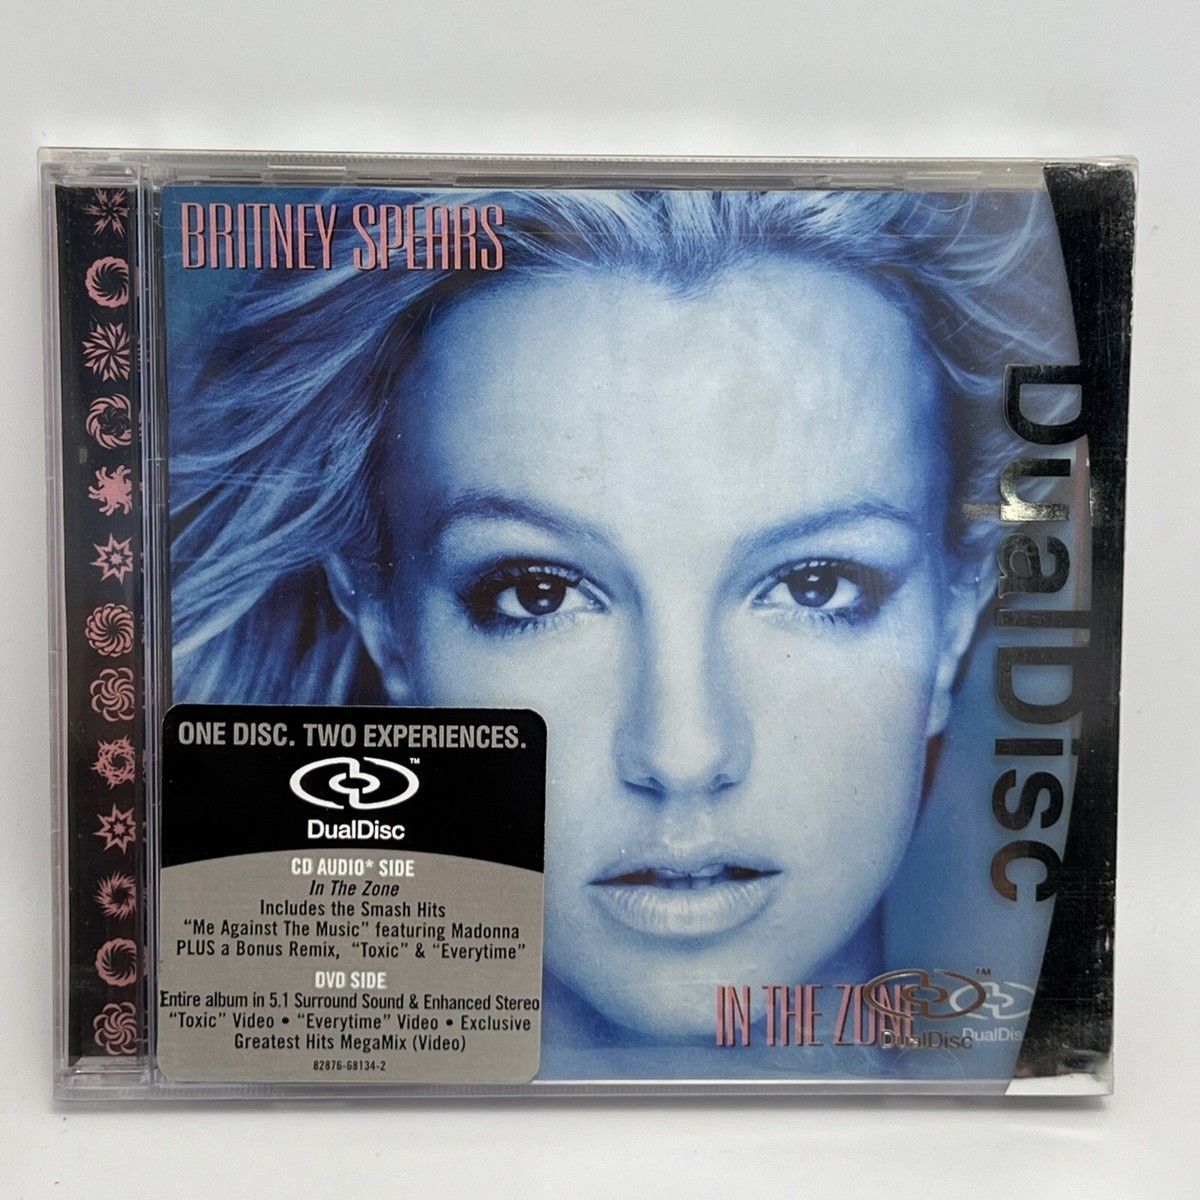 BRITNEY SPEARS
DualDisc
ONE DISC. TWO EXPERIENCES.
TM
DualDisc
CD AUDIO* SIDE
In The Zone
Includes the Smash Hits
“Me Against The Music” featuring Madonna
PLUS a Bonus Remix, “Toxic” & “Everytime”
DVD SIDE
Entire album in 5.1 Surround Sound & Enhanced Stereo
“Toxic” Video • “Everytime” Video • Exclusive
Greatest Hits MegaMix (Video)
82876-68134-2
IN THE ZONE
TM
DualDisc
DualDisc